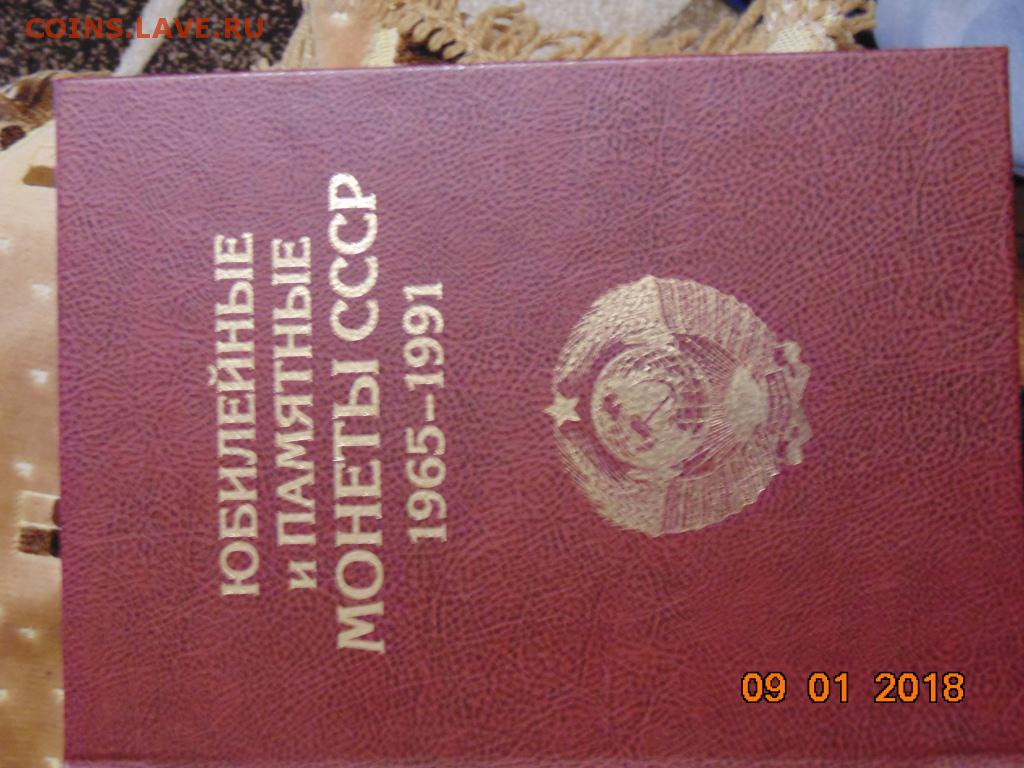 COINS.LAVE.RU
ЮБИЛЕЙНЫЕ
И ПАМЯТНЫЕ
МОНЕТЫ СССР
1965–1991
09 01 2018